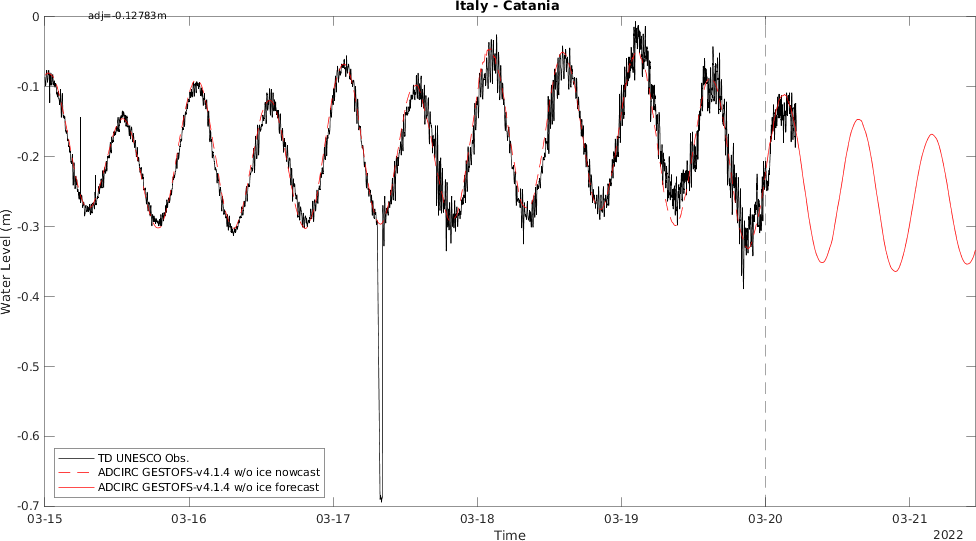 Italy - Catania
adj=-0.12783m
0
-0.1
-0.2
-0.3
-0.4
-0.5
-0.6
-0.7
Water Level (m)
TD UNESCO Obs.
ADCIRC GESTOFS-v4.1.4 w/o ice nowcast
ADCIRC GESTOFS-v4.1.4 w/o ice forecast
03-15 03-16 03-17 03-18 03-19 03-20 03-21
Time
2022